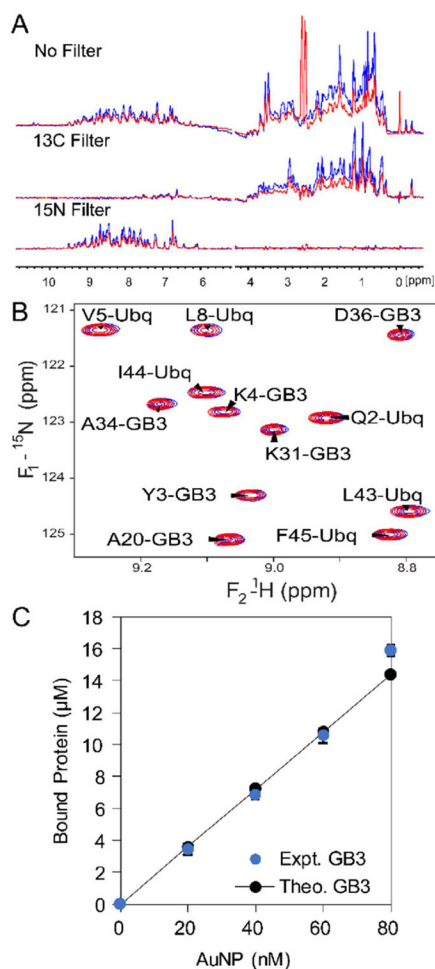 A
No Filter
13C Filter
15N Filter
10 9 8 7 6 5 4 3 2 1 0 [ppm]
B
V5-Ubq L8-Ubq D36-GB3
I44-Ubq
K4-GB3
A34-GB3 Q2-Ubq
K31-GB3
Y3-GB3 L43-Ubq
A20-GB3 F45-Ubq
121
122
123
124
125
F1 - 15N (ppm)
9.2 9.0 8.8
F2 - 1H (ppm)
C
18
16
14
12
10
8
6
4
2
0
Bound Protein (µM)
Expt. GB3
Theo. GB3
0 20 40 60 80
AuNP (nM)